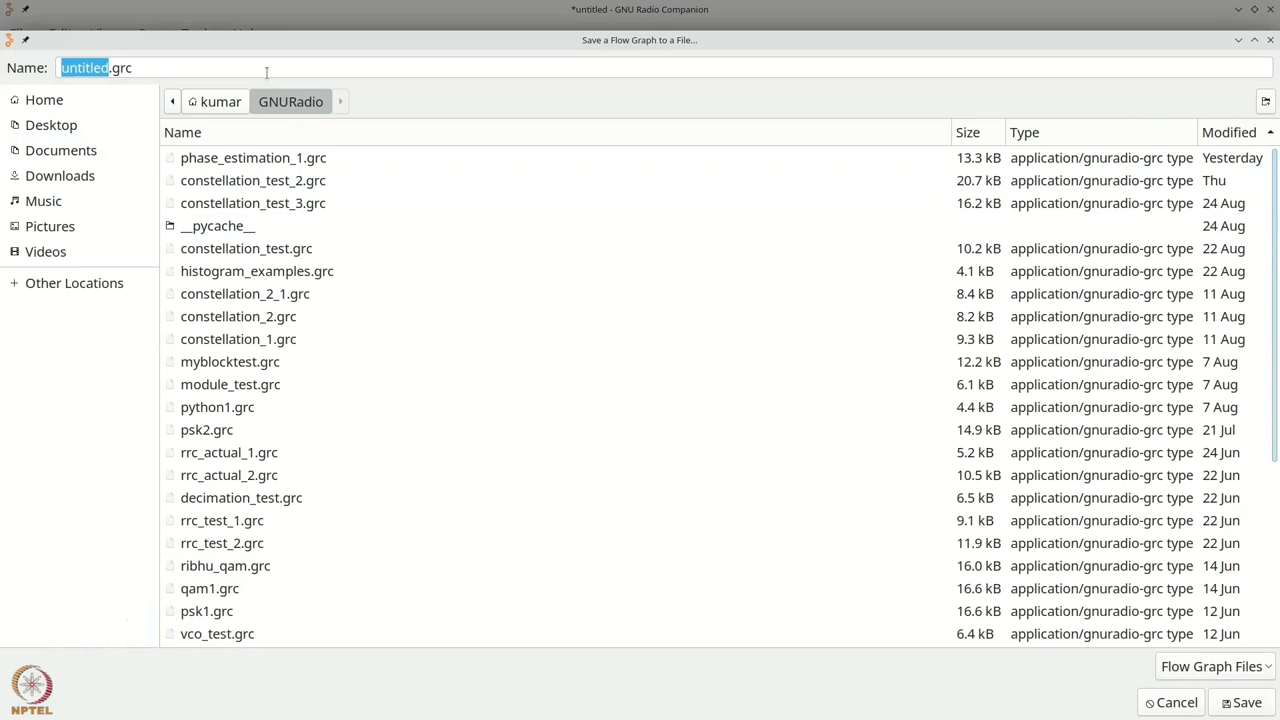 *untitled - GNU Radio Companion
Save a Flow Graph to a File...
Name: untitled.grc
Home
Desktop
Documents
Downloads
Music
Pictures
Videos
Other Locations
kumar GNURadio
Name Size Type Modified
phase_estimation_1.grc 13.3 kB application/gnuradio-grc type Yesterday
constellation_test_2.grc 20.7 kB application/gnuradio-grc type Thu
constellation_test_3.grc 16.2 kB application/gnuradio-grc type 24 Aug
__pycache__ 24 Aug
constellation_test.grc 10.2 kB application/gnuradio-grc type 22 Aug
histogram_examples.grc 4.1 kB application/gnuradio-grc type 22 Aug
constellation_2_1.grc 8.4 kB application/gnuradio-grc type 11 Aug
constellation_2.grc 8.2 kB application/gnuradio-grc type 11 Aug
constellation_1.grc 9.3 kB application/gnuradio-grc type 11 Aug
myblocktest.grc 12.2 kB application/gnuradio-grc type 7 Aug
module_test.grc 6.1 kB application/gnuradio-grc type 7 Aug
python1.grc 4.4 kB application/gnuradio-grc type 7 Aug
psk2.grc 14.9 kB application/gnuradio-grc type 21 Jul
rrc_actual_1.grc 5.2 kB application/gnuradio-grc type 24 Jun
rrc_actual_2.grc 10.5 kB application/gnuradio-grc type 22 Jun
decimation_test.grc 6.5 kB application/gnuradio-grc type 22 Jun
rrc_test_1.grc 9.1 kB application/gnuradio-grc type 22 Jun
rrc_test_2.grc 11.9 kB application/gnuradio-grc type 22 Jun
ribhu_qam.grc 16.0 kB application/gnuradio-grc type 14 Jun
qam1.grc 16.6 kB application/gnuradio-grc type 14 Jun
psk1.grc 16.6 kB application/gnuradio-grc type 12 Jun
vco_test.grc 6.4 kB application/gnuradio-grc type 12 Jun
Flow Graph Files
Cancel Save
NPTEL